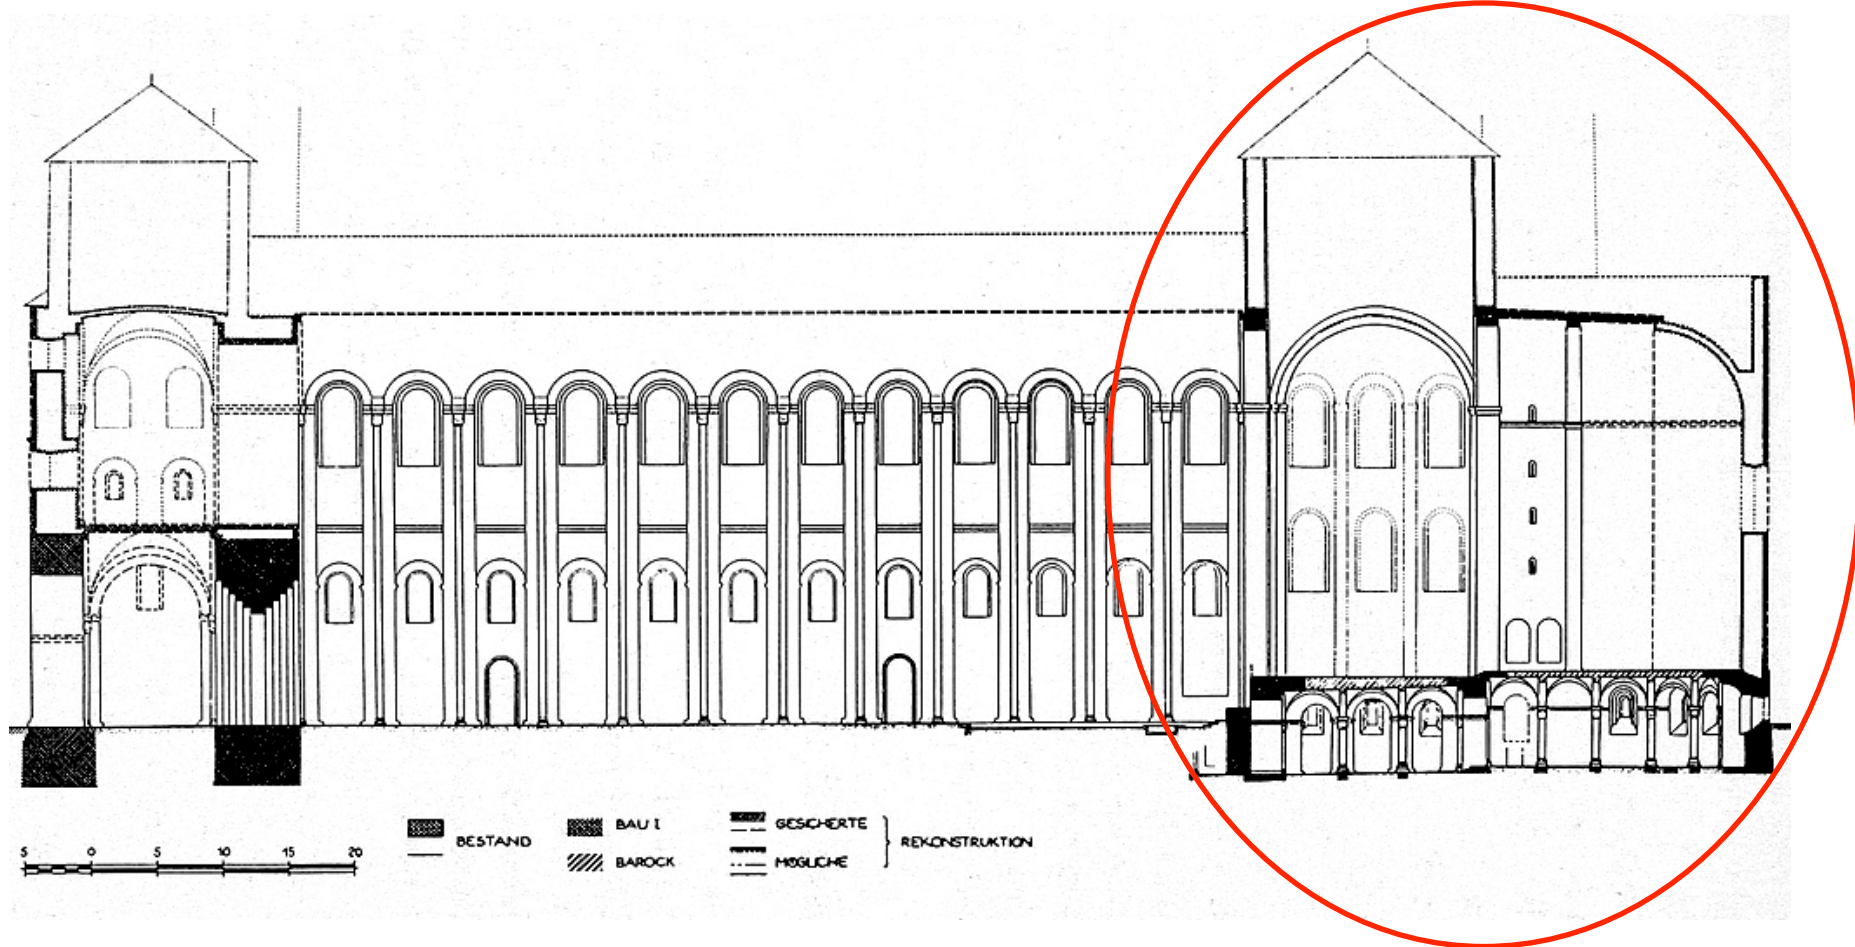 5 0 5 10 15 20
BESTAND
BAU I
BAROCK
GESICHERTE
MÖGLICHE
REKONSTRUKTION